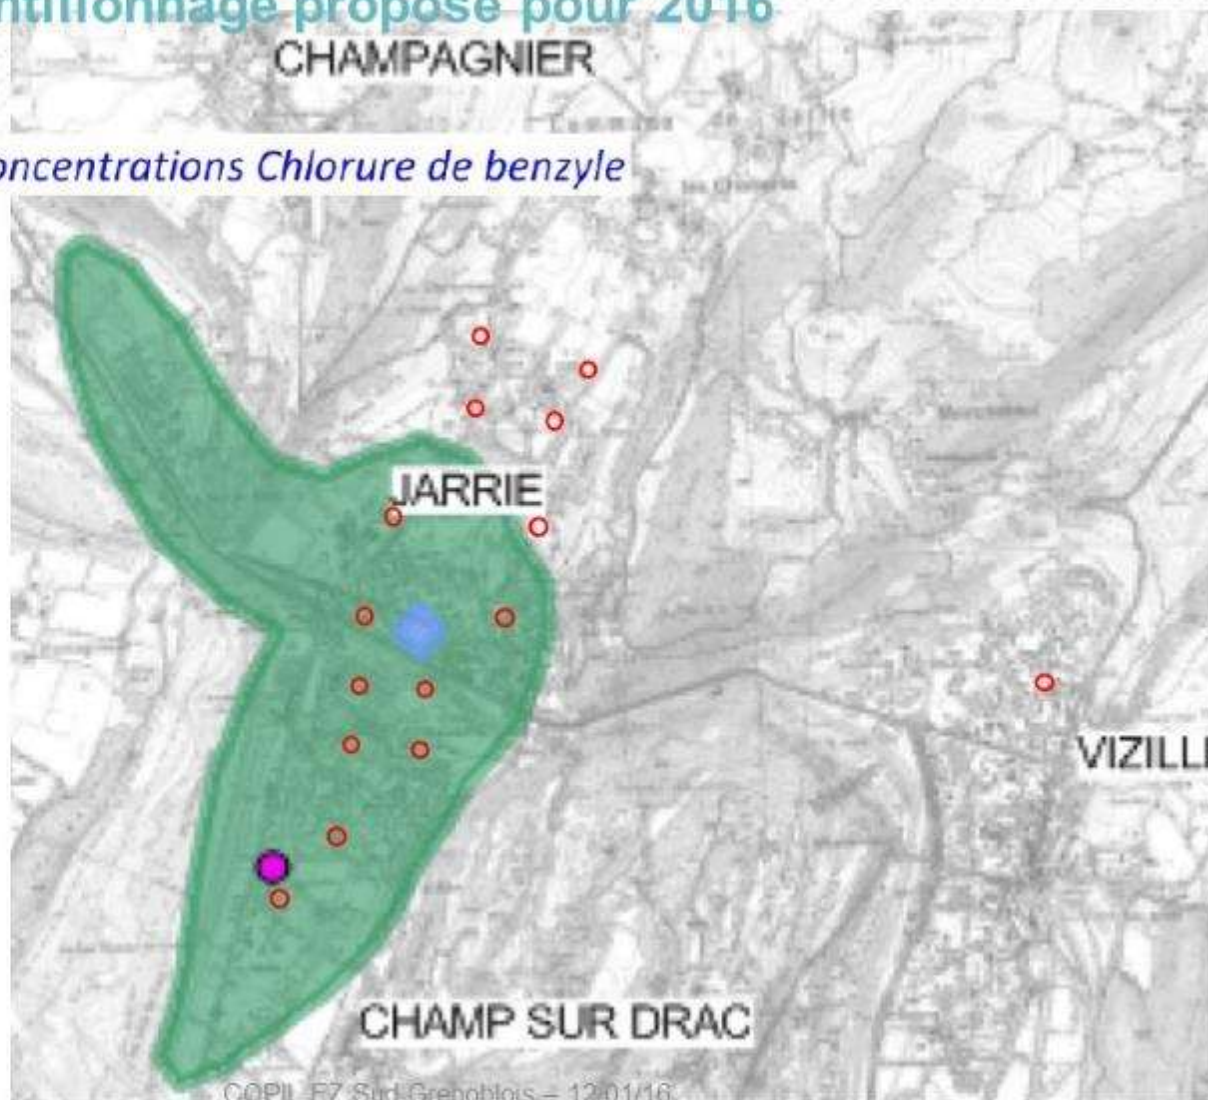 ntillonnage proposé pour 2016
CHAMPAGNIER
oncentrations Chlorure de benzyle
JARRIE
VIZILLE
CHAMP SUR DRAC
COPIL EZ Sud Grenoblois – 12/01/16